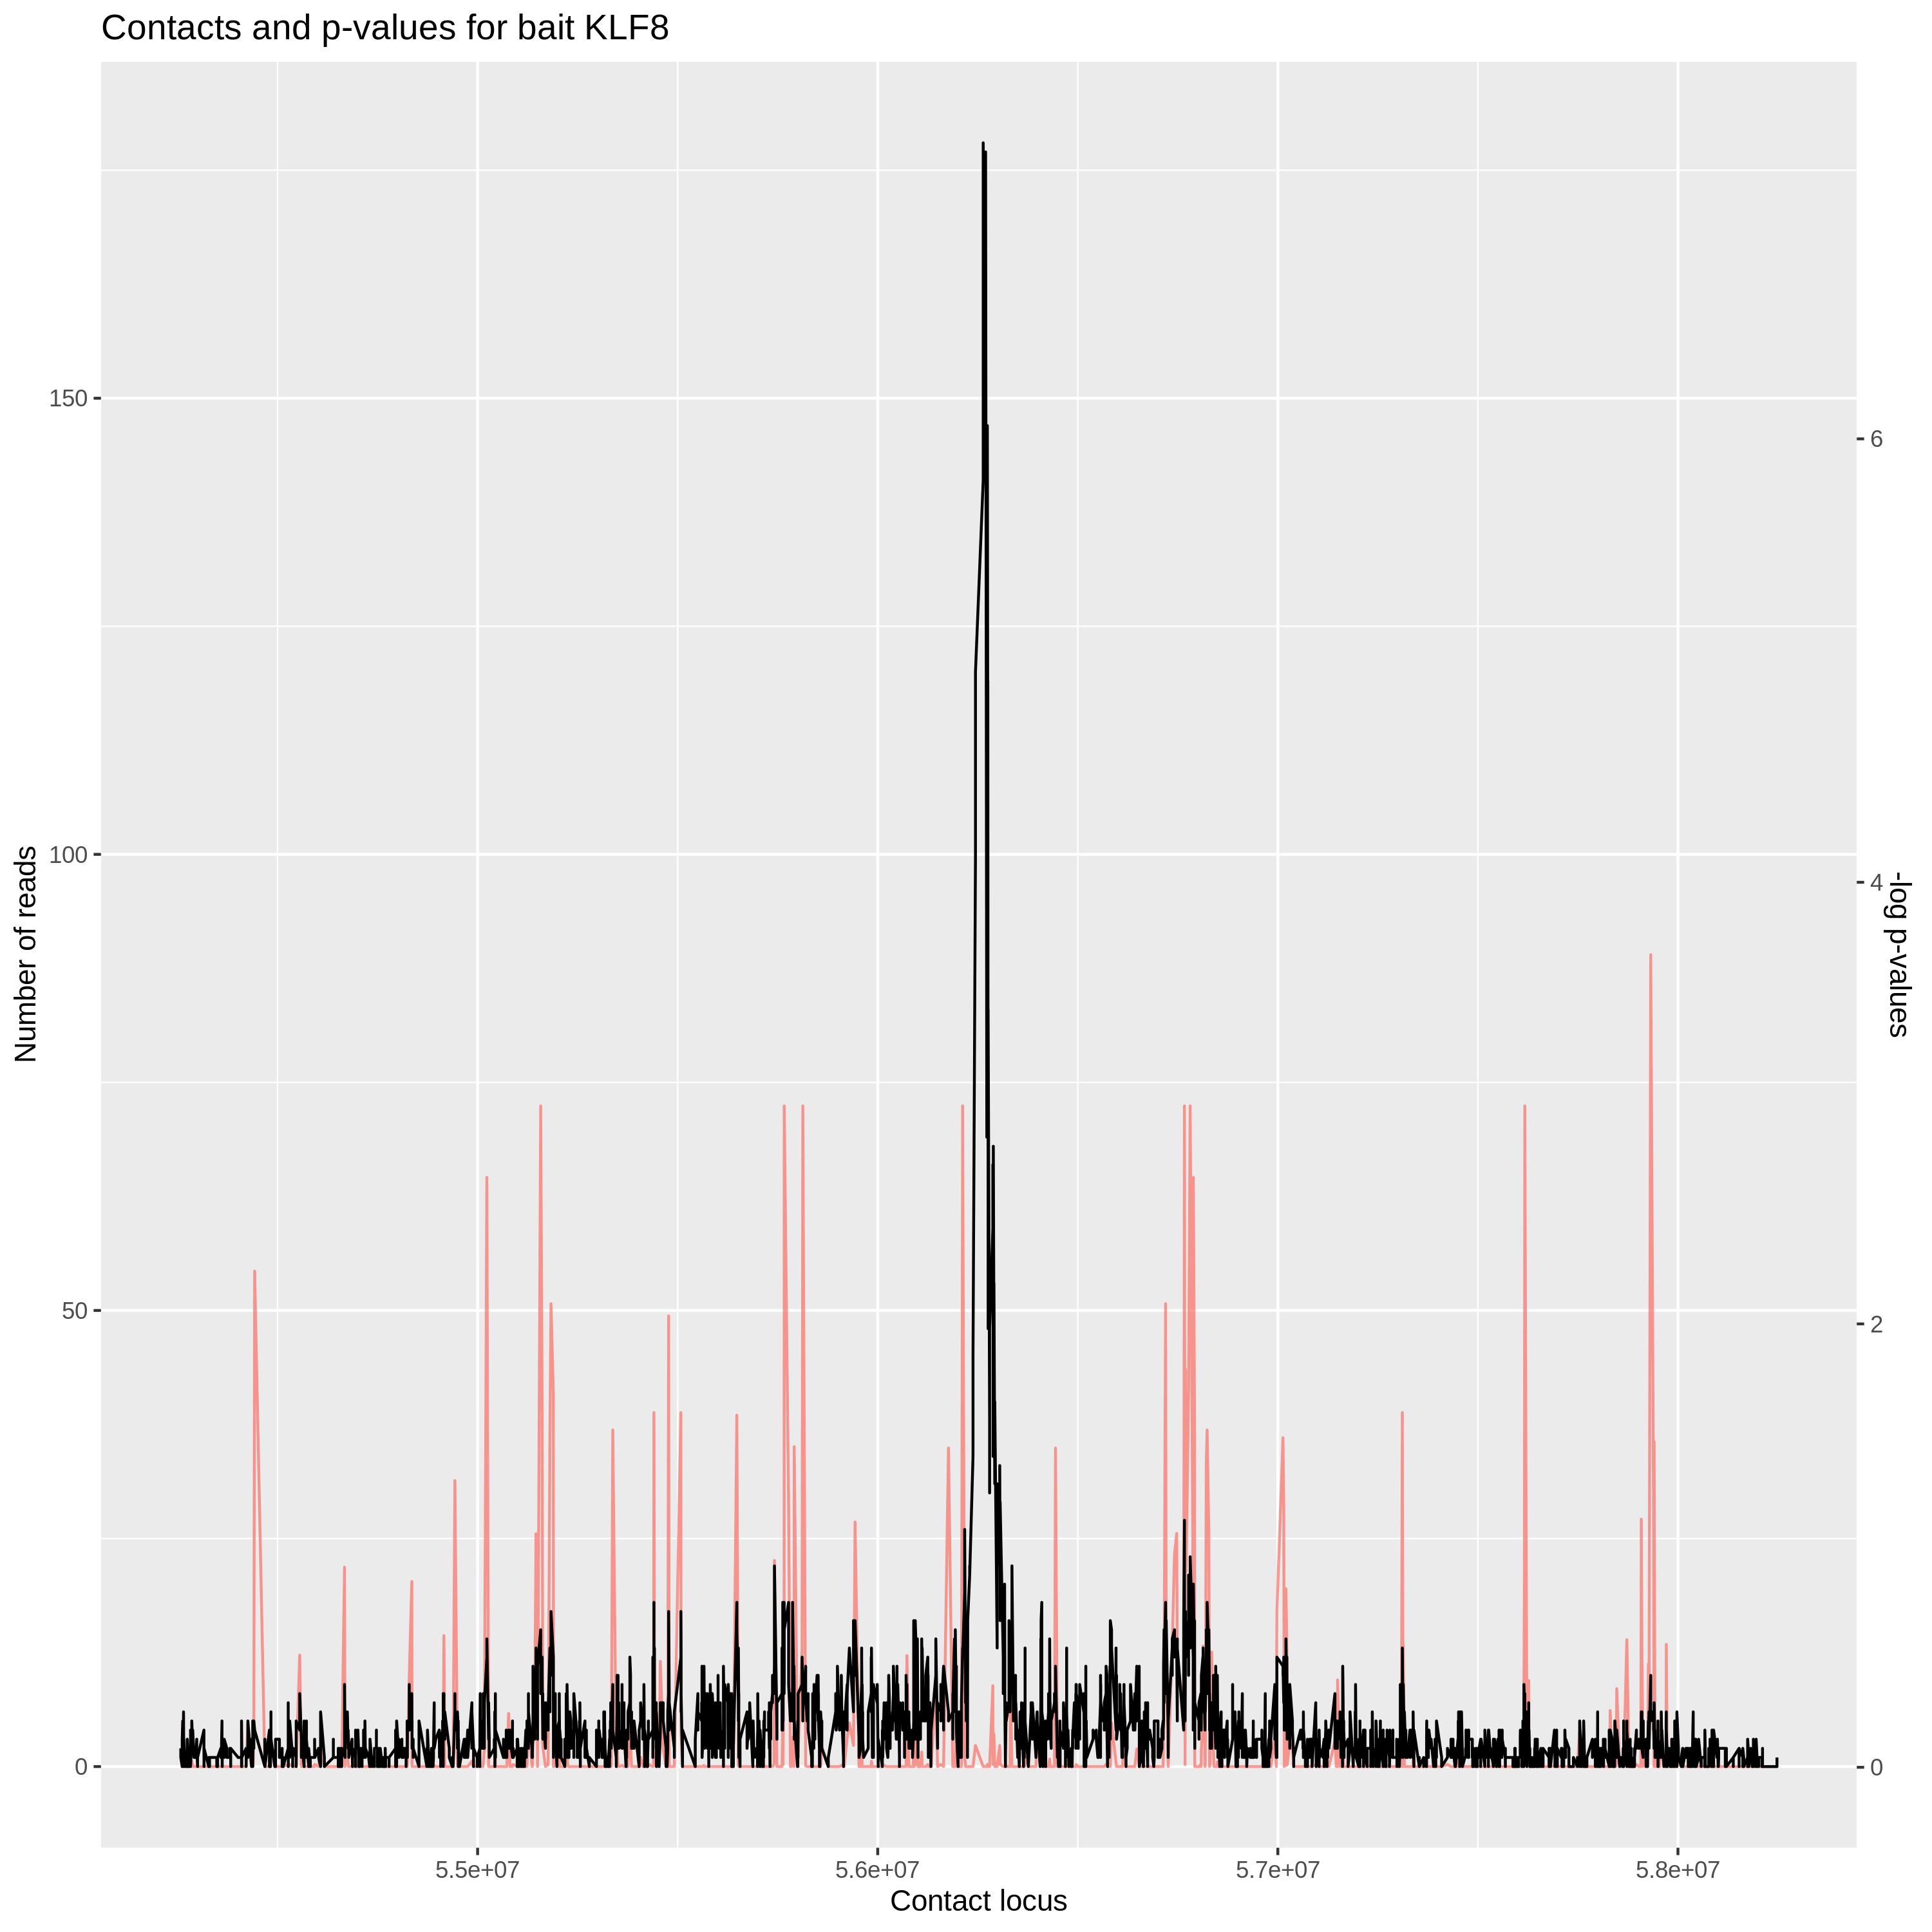 Contacts and p-values for bait KLF8
150
100
50
0
Number of reads
6
4
2
0
-log p-values
5.5e+07
5.6e+07
5.7e+07
5.8e+07
Contact locus